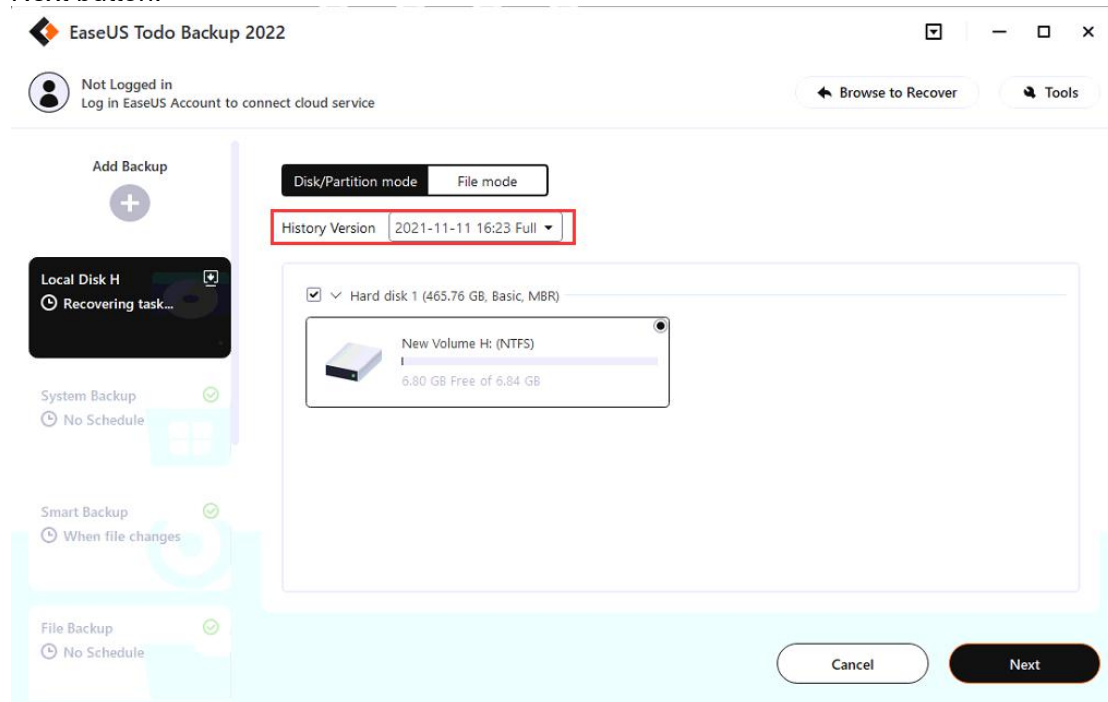 EaseUS Todo Backup 2022
Not Logged in
Log in EaseUS Account to connect cloud service
Browse to Recover
Tools
Add Backup
Disk/Partition mode
File mode
History Version
2021-11-11 16:23 Full
Local Disk H
Recovering task...
Hard disk 1 (465.76 GB, Basic, MBR)
New Volume H: (NTFS)
6.80 GB Free of 6.84 GB
System Backup
No Schedule
Smart Backup
When file changes
File Backup
No Schedule
Cancel
Next